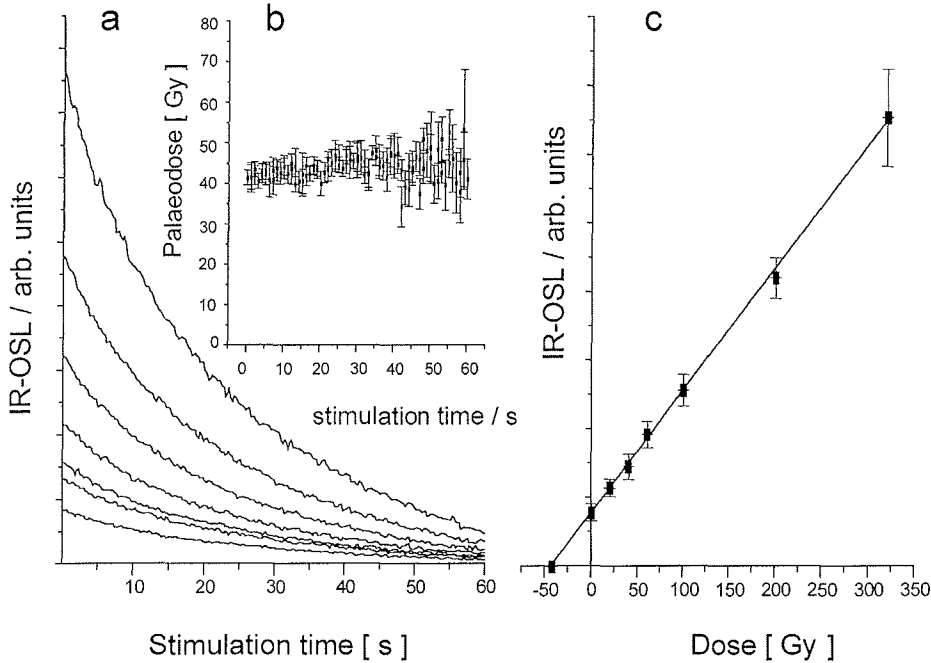 a
IR-OSL / arb. units
10 20 30 40 50 60
Stimulation time [ s ]
b
Palaeodose [ Gy ]
80
70
60
50
40
30
20
10
0
0 10 20 30 40 50 60
stimulation time / s
c
IR-OSL / arb. units
-50 0 50 100 150 200 250 300 350
Dose [ Gy ]